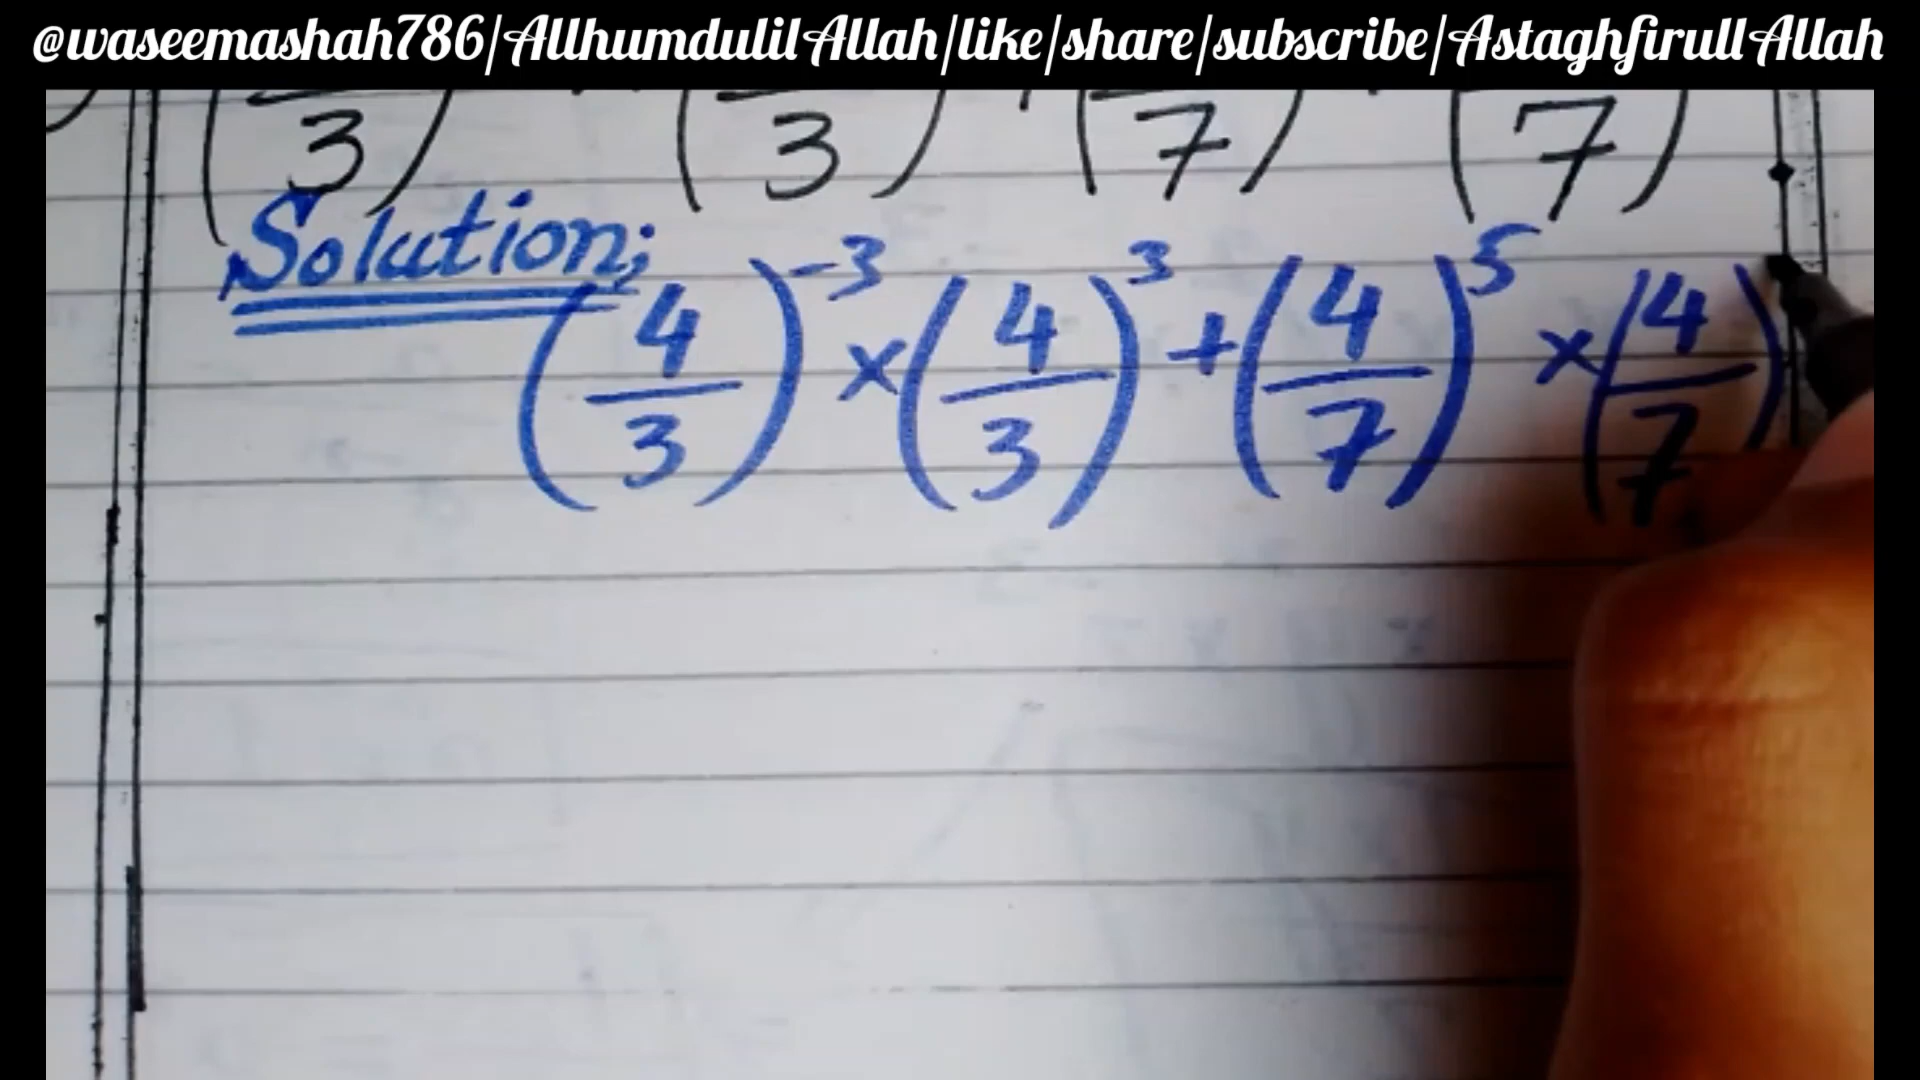 @waseemashah786/AllhumdulilAllah/like/share/subscribe/AstaghfirullAllah
( 3 ) ( 3 ) ( 7 ) ( 7 )
Solution;
(4/3)^-3 × (4/3)^3 + (4/7)^5 × (4/7)